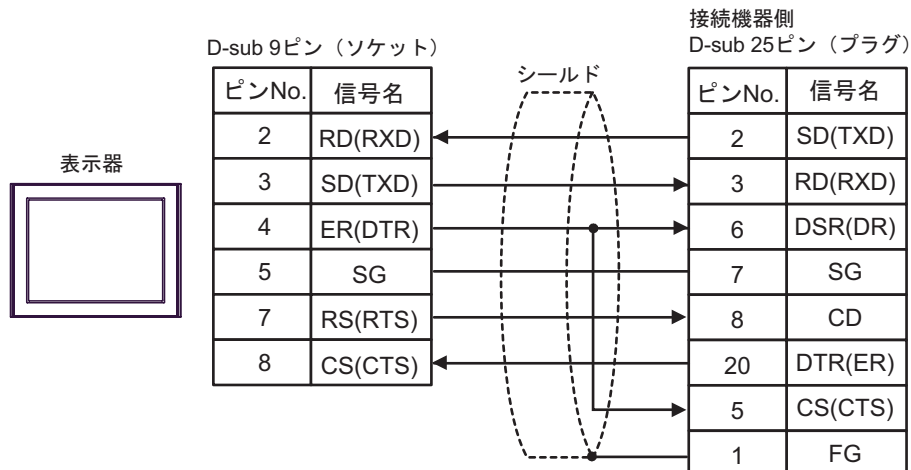 接続機器側
D-sub 9ピン（ソケット）
D-sub 25ピン（プラグ）
シールド
表示器
ピンNo. 信号名
2 RD(RXD)
3 SD(TXD)
4 ER(DTR)
5 SG
7 RS(RTS)
8 CS(CTS)
ピンNo. 信号名
2 SD(TXD)
3 RD(RXD)
6 DSR(DR)
7 SG
8 CD
20 DTR(ER)
5 CS(CTS)
1 FG